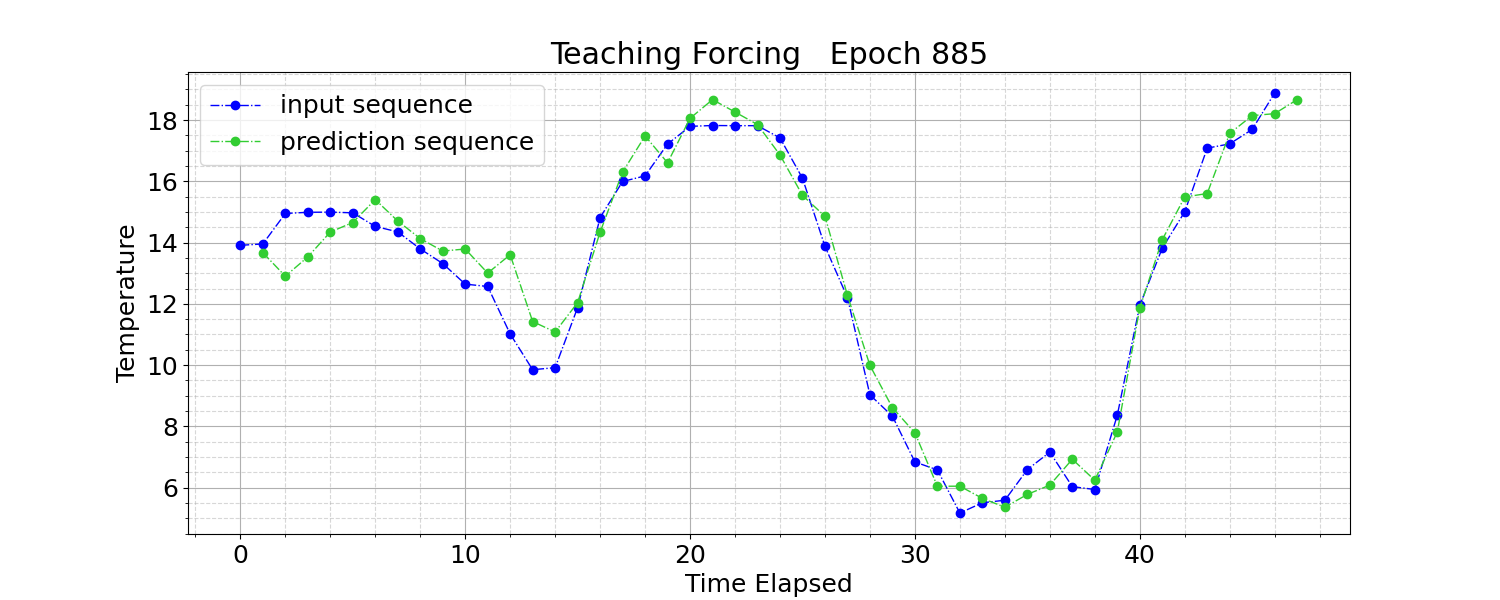 Teaching Forcing   Epoch 885
input sequence
prediction sequence
Temperature
18
16
14
12
10
8
6
0 10 20 30 40
Time Elapsed